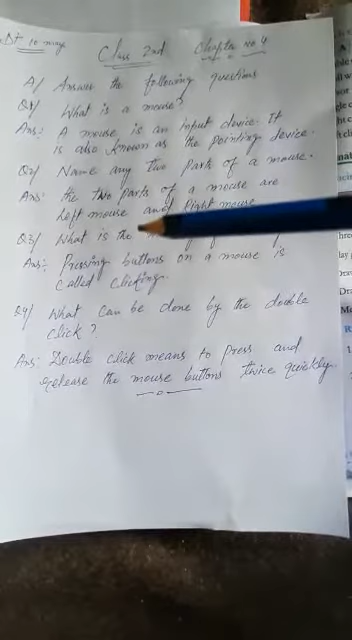 DT 10 may
Class 2nd Chapter no 4
A/ Answer the following questions
Q1/ What is a mouse?
Ans: A mouse is an input device. It
is also known as the pointing device.
Q2/ Name any two parts of a mouse.
Ans: the two parts of a mouse are
Left mouse and Right mouse
Q3/ What is the
Ans: Pressing buttons on a mouse is
called clicking.
Q4/ What can be done by the double
click?
Ans: Double click means to press and
release the mouse buttons twice quickly